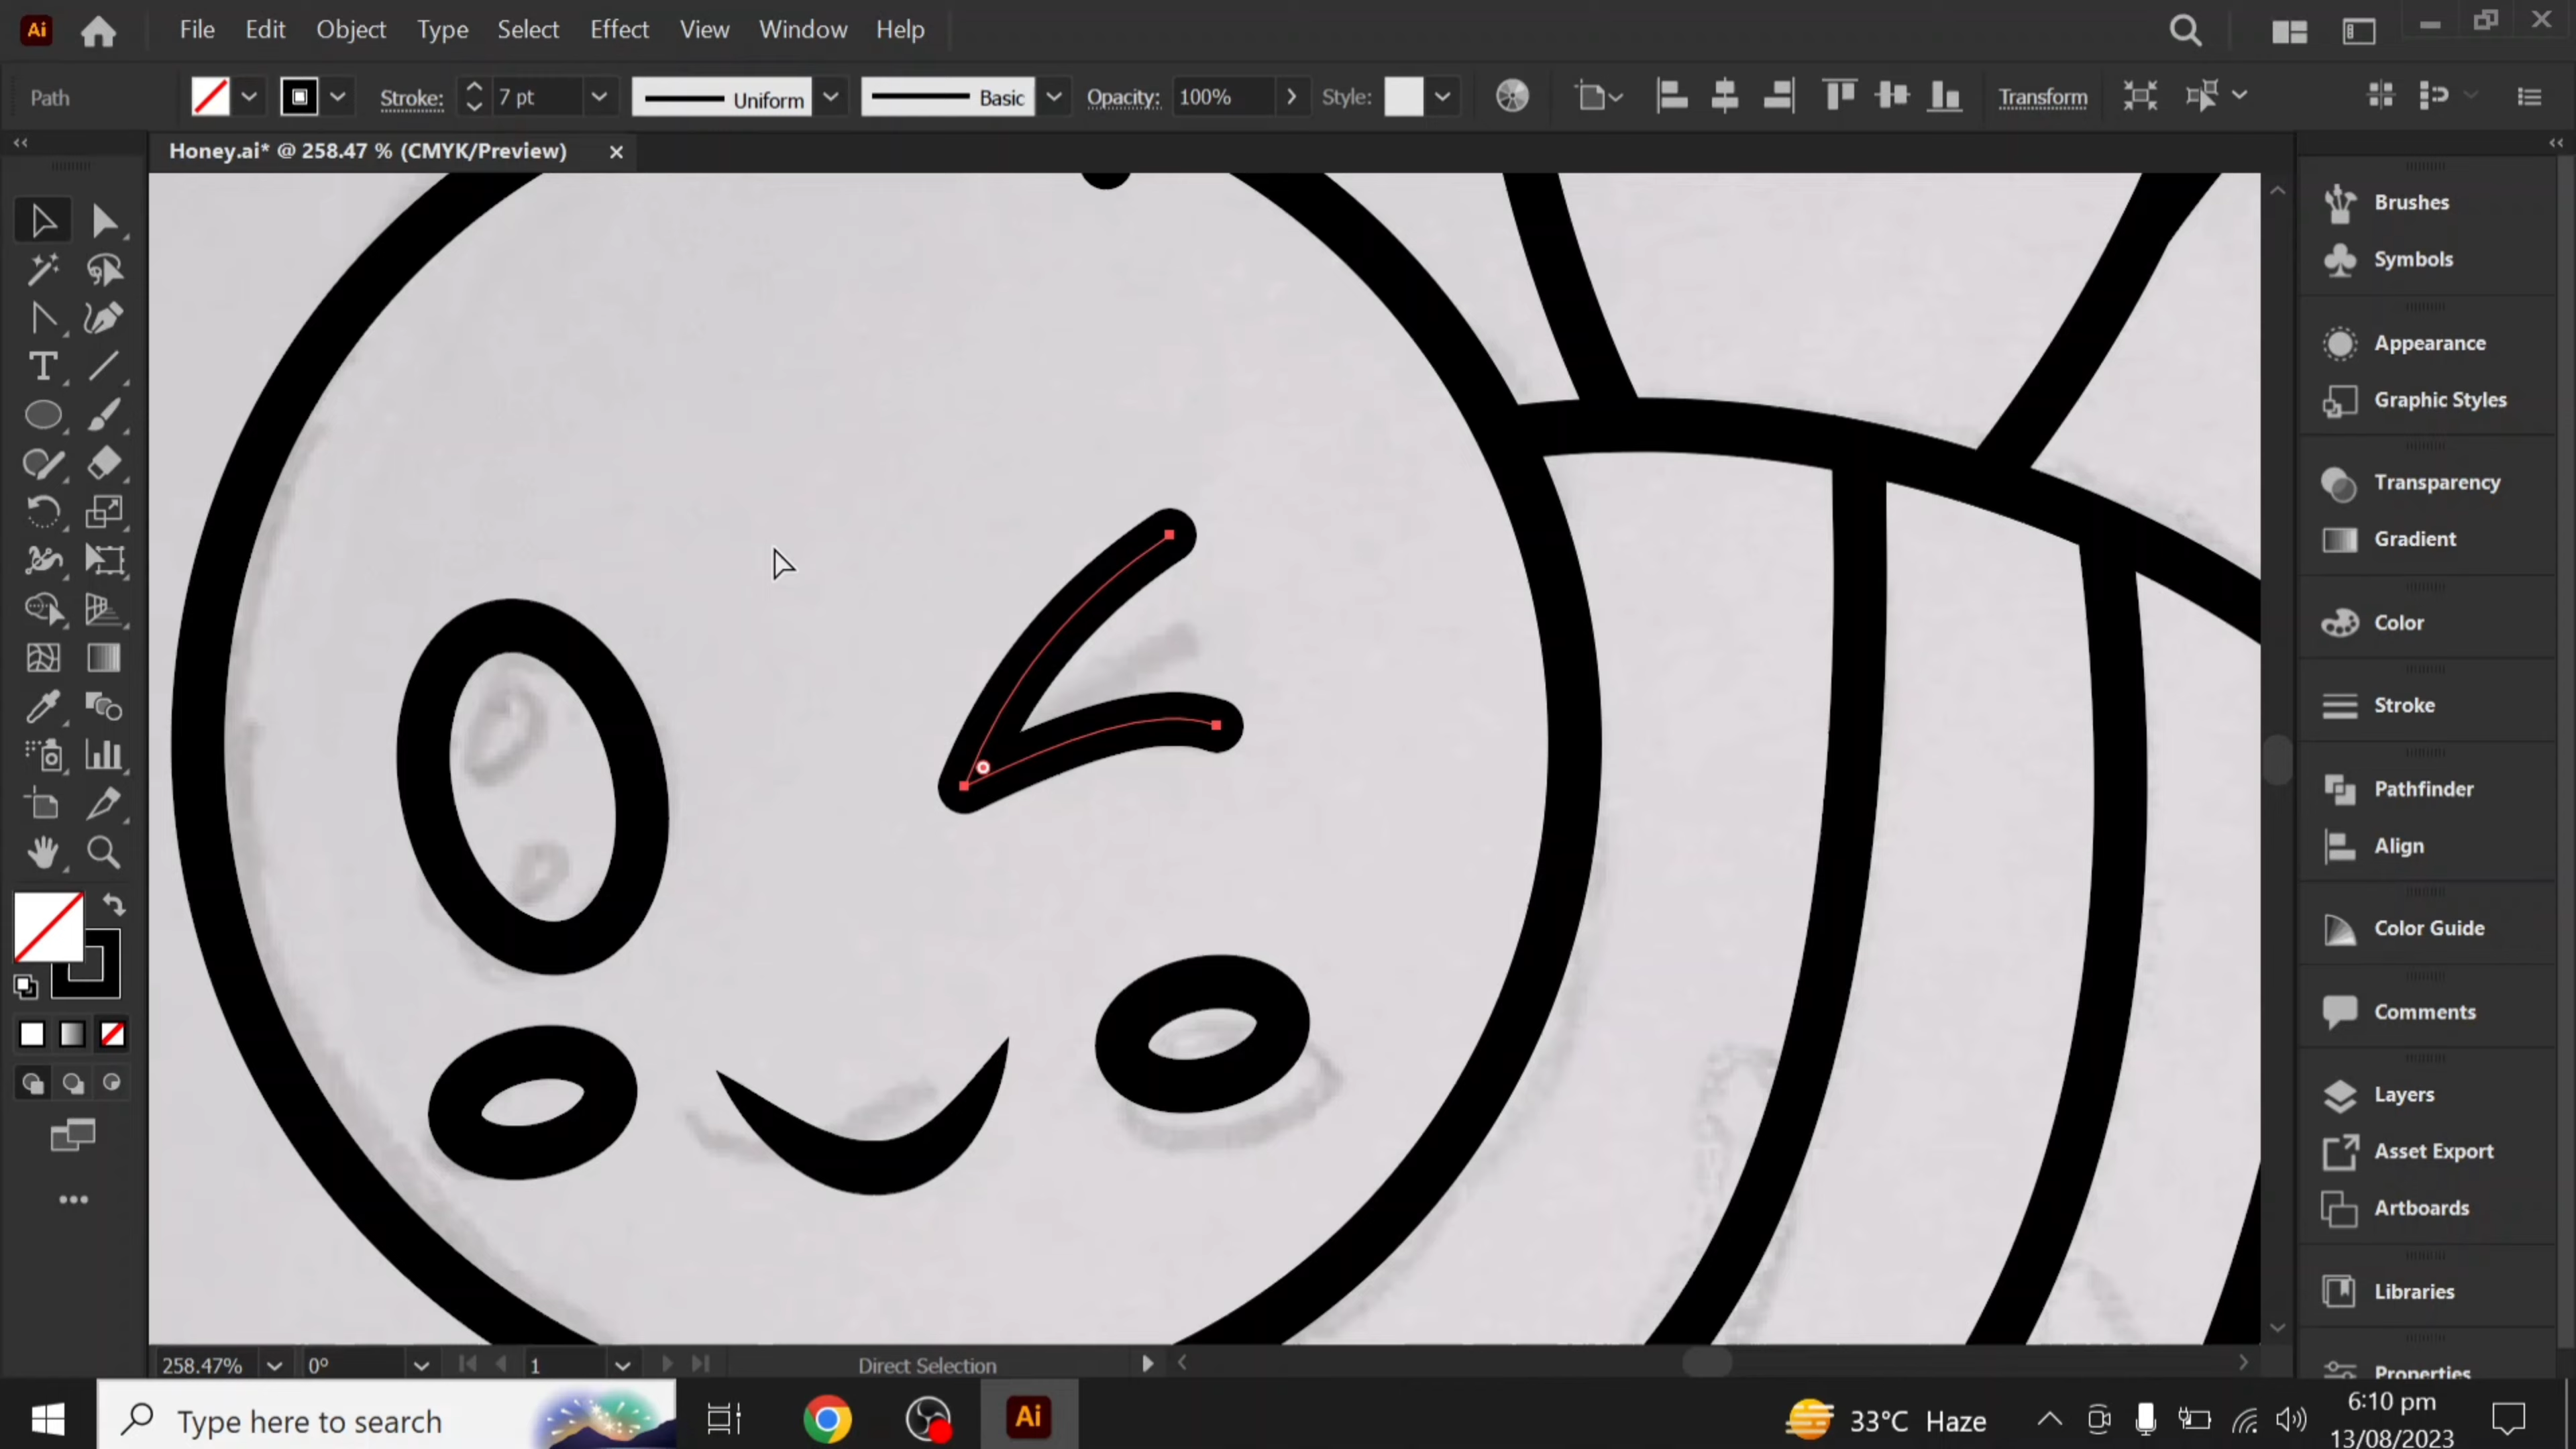 Ai File Edit Object Type Select Effect View Window Help
Path Stroke: 7 pt Uniform Basic Opacity: 100% Style: Transform
Honey.ai* @ 258.47 % (CMYK/Preview) ×
Brushes
Symbols
Appearance
Graphic Styles
Transparency
Gradient
Color
Stroke
Pathfinder
Align
Color Guide
Comments
Layers
Asset Export
Artboards
Libraries
Properties
258.47% 0° 1 Direct Selection
Type here to search Ai 33°C Haze 6:10 pm
13/08/2023